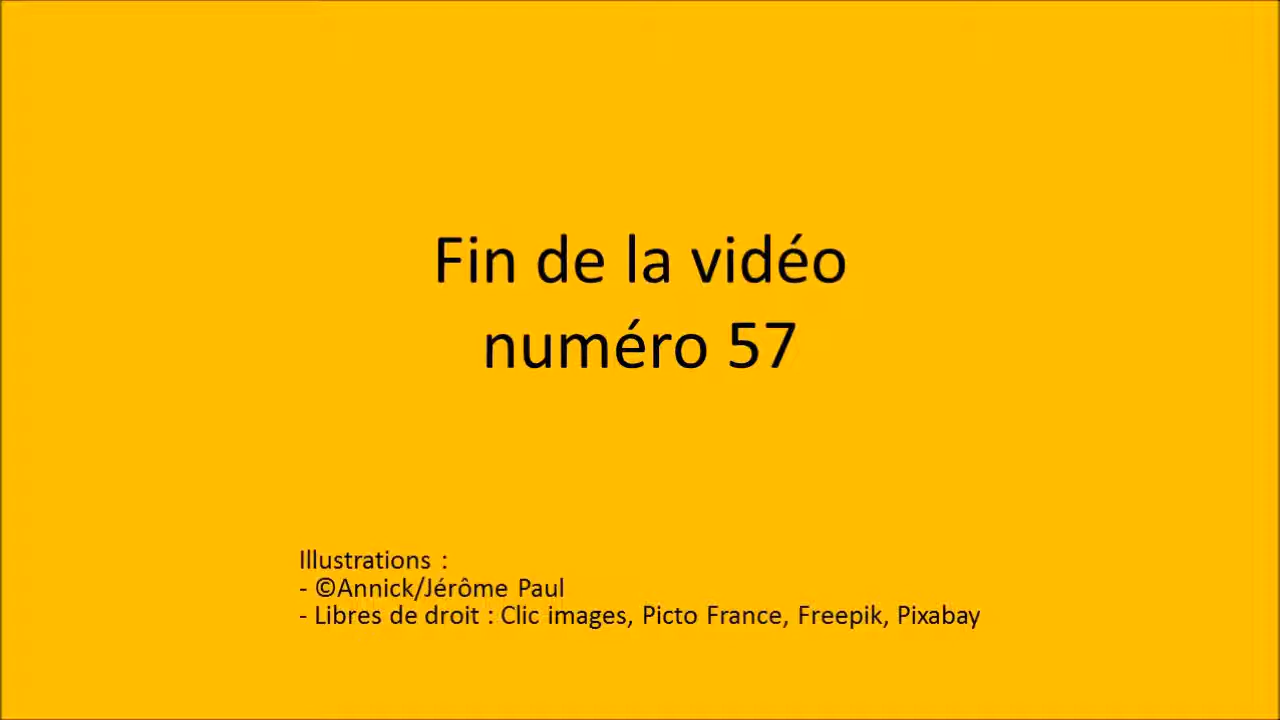 Fin de la vidéo
numéro 57
Illustrations :
- ©Annick/Jérôme Paul
- Libres de droit : Clic images, Picto France, Freepik, Pixabay